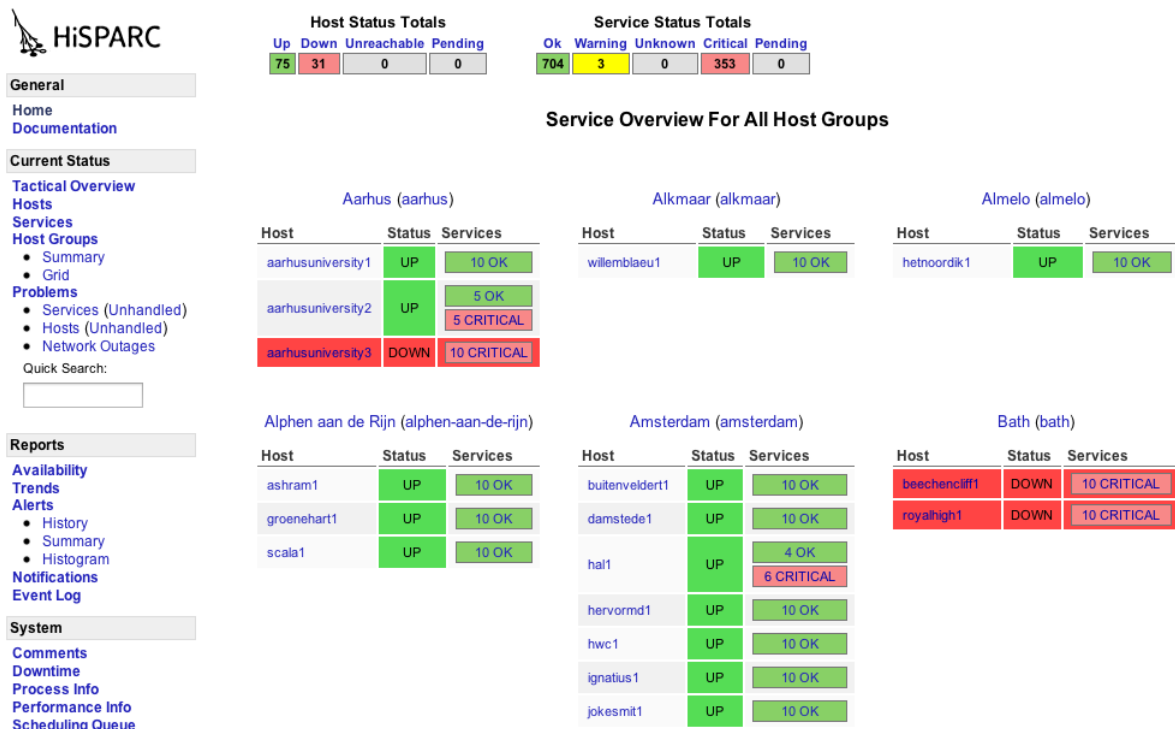 HiSPARC
General
Home
Documentation
Current Status
Tactical Overview
Hosts
Services
Host Groups
Summary
Grid
Problems
Services (Unhandled)
Hosts (Unhandled)
Network Outages
Quick Search:
Reports
Availability
Trends
Alerts
History
Summary
Histogram
Notifications
Event Log
System
Comments
Downtime
Process Info
Performance Info
Scheduling Queue
Host Status Totals
Up Down Unreachable Pending
75 31 0 0
Service Status Totals
Ok Warning Unknown Critical Pending
704 3 0 353 0
Service Overview For All Host Groups
Aarhus (aarhus)
Host Status Services
aarhusuniversity1 UP 10 OK
aarhusuniversity2 UP 5 OK
5 CRITICAL
aarhusuniversity3 DOWN 10 CRITICAL
Alkmaar (alkmaar)
Host Status Services
willemblaeu1 UP 10 OK
Almelo (almelo)
Host Status Services
hetnoordik1 UP 10 OK
Alphen aan de Rijn (alphen-aan-de-rijn)
Host Status Services
ashram1 UP 10 OK
groenehart1 UP 10 OK
scala1 UP 10 OK
Amsterdam (amsterdam)
Host Status Services
buitenveldert1 UP 10 OK
damstede1 UP 10 OK
hal1 UP 4 OK
6 CRITICAL
hervormd1 UP 10 OK
hwc1 UP 10 OK
ignatius1 UP 10 OK
jokesmit1 UP 10 OK
Bath (bath)
Host Status Services
beechencliff1 DOWN 10 CRITICAL
royalhigh1 DOWN 10 CRITICAL